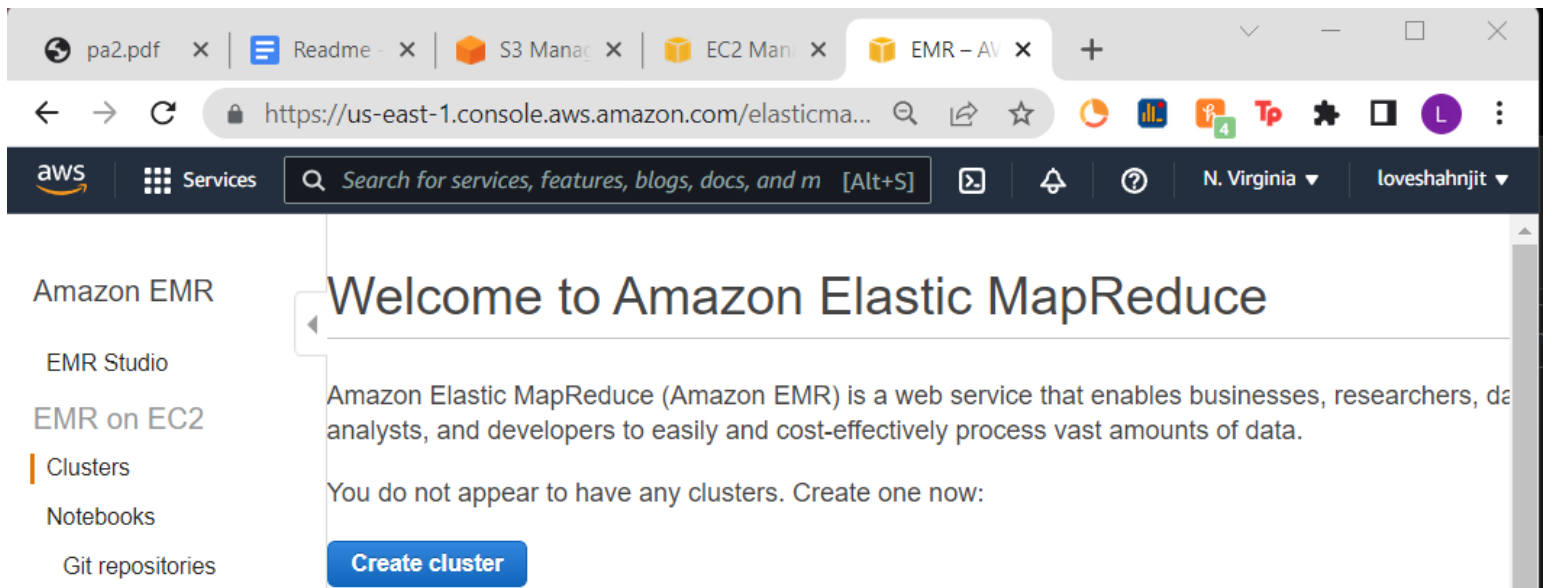 pa2.pdf Readme - S3 Manag EC2 Man EMR – AW
https://us-east-1.console.aws.amazon.com/elasticma...
4 Tp L
aws Services Search for services, features, blogs, docs, and m [Alt+S] N. Virginia loveshahnjit
Amazon EMR
EMR Studio
EMR on EC2
Clusters
Notebooks
Git repositories
Welcome to Amazon Elastic MapReduce
Amazon Elastic MapReduce (Amazon EMR) is a web service that enables businesses, researchers, da
analysts, and developers to easily and cost-effectively process vast amounts of data.
You do not appear to have any clusters. Create one now:
Create cluster